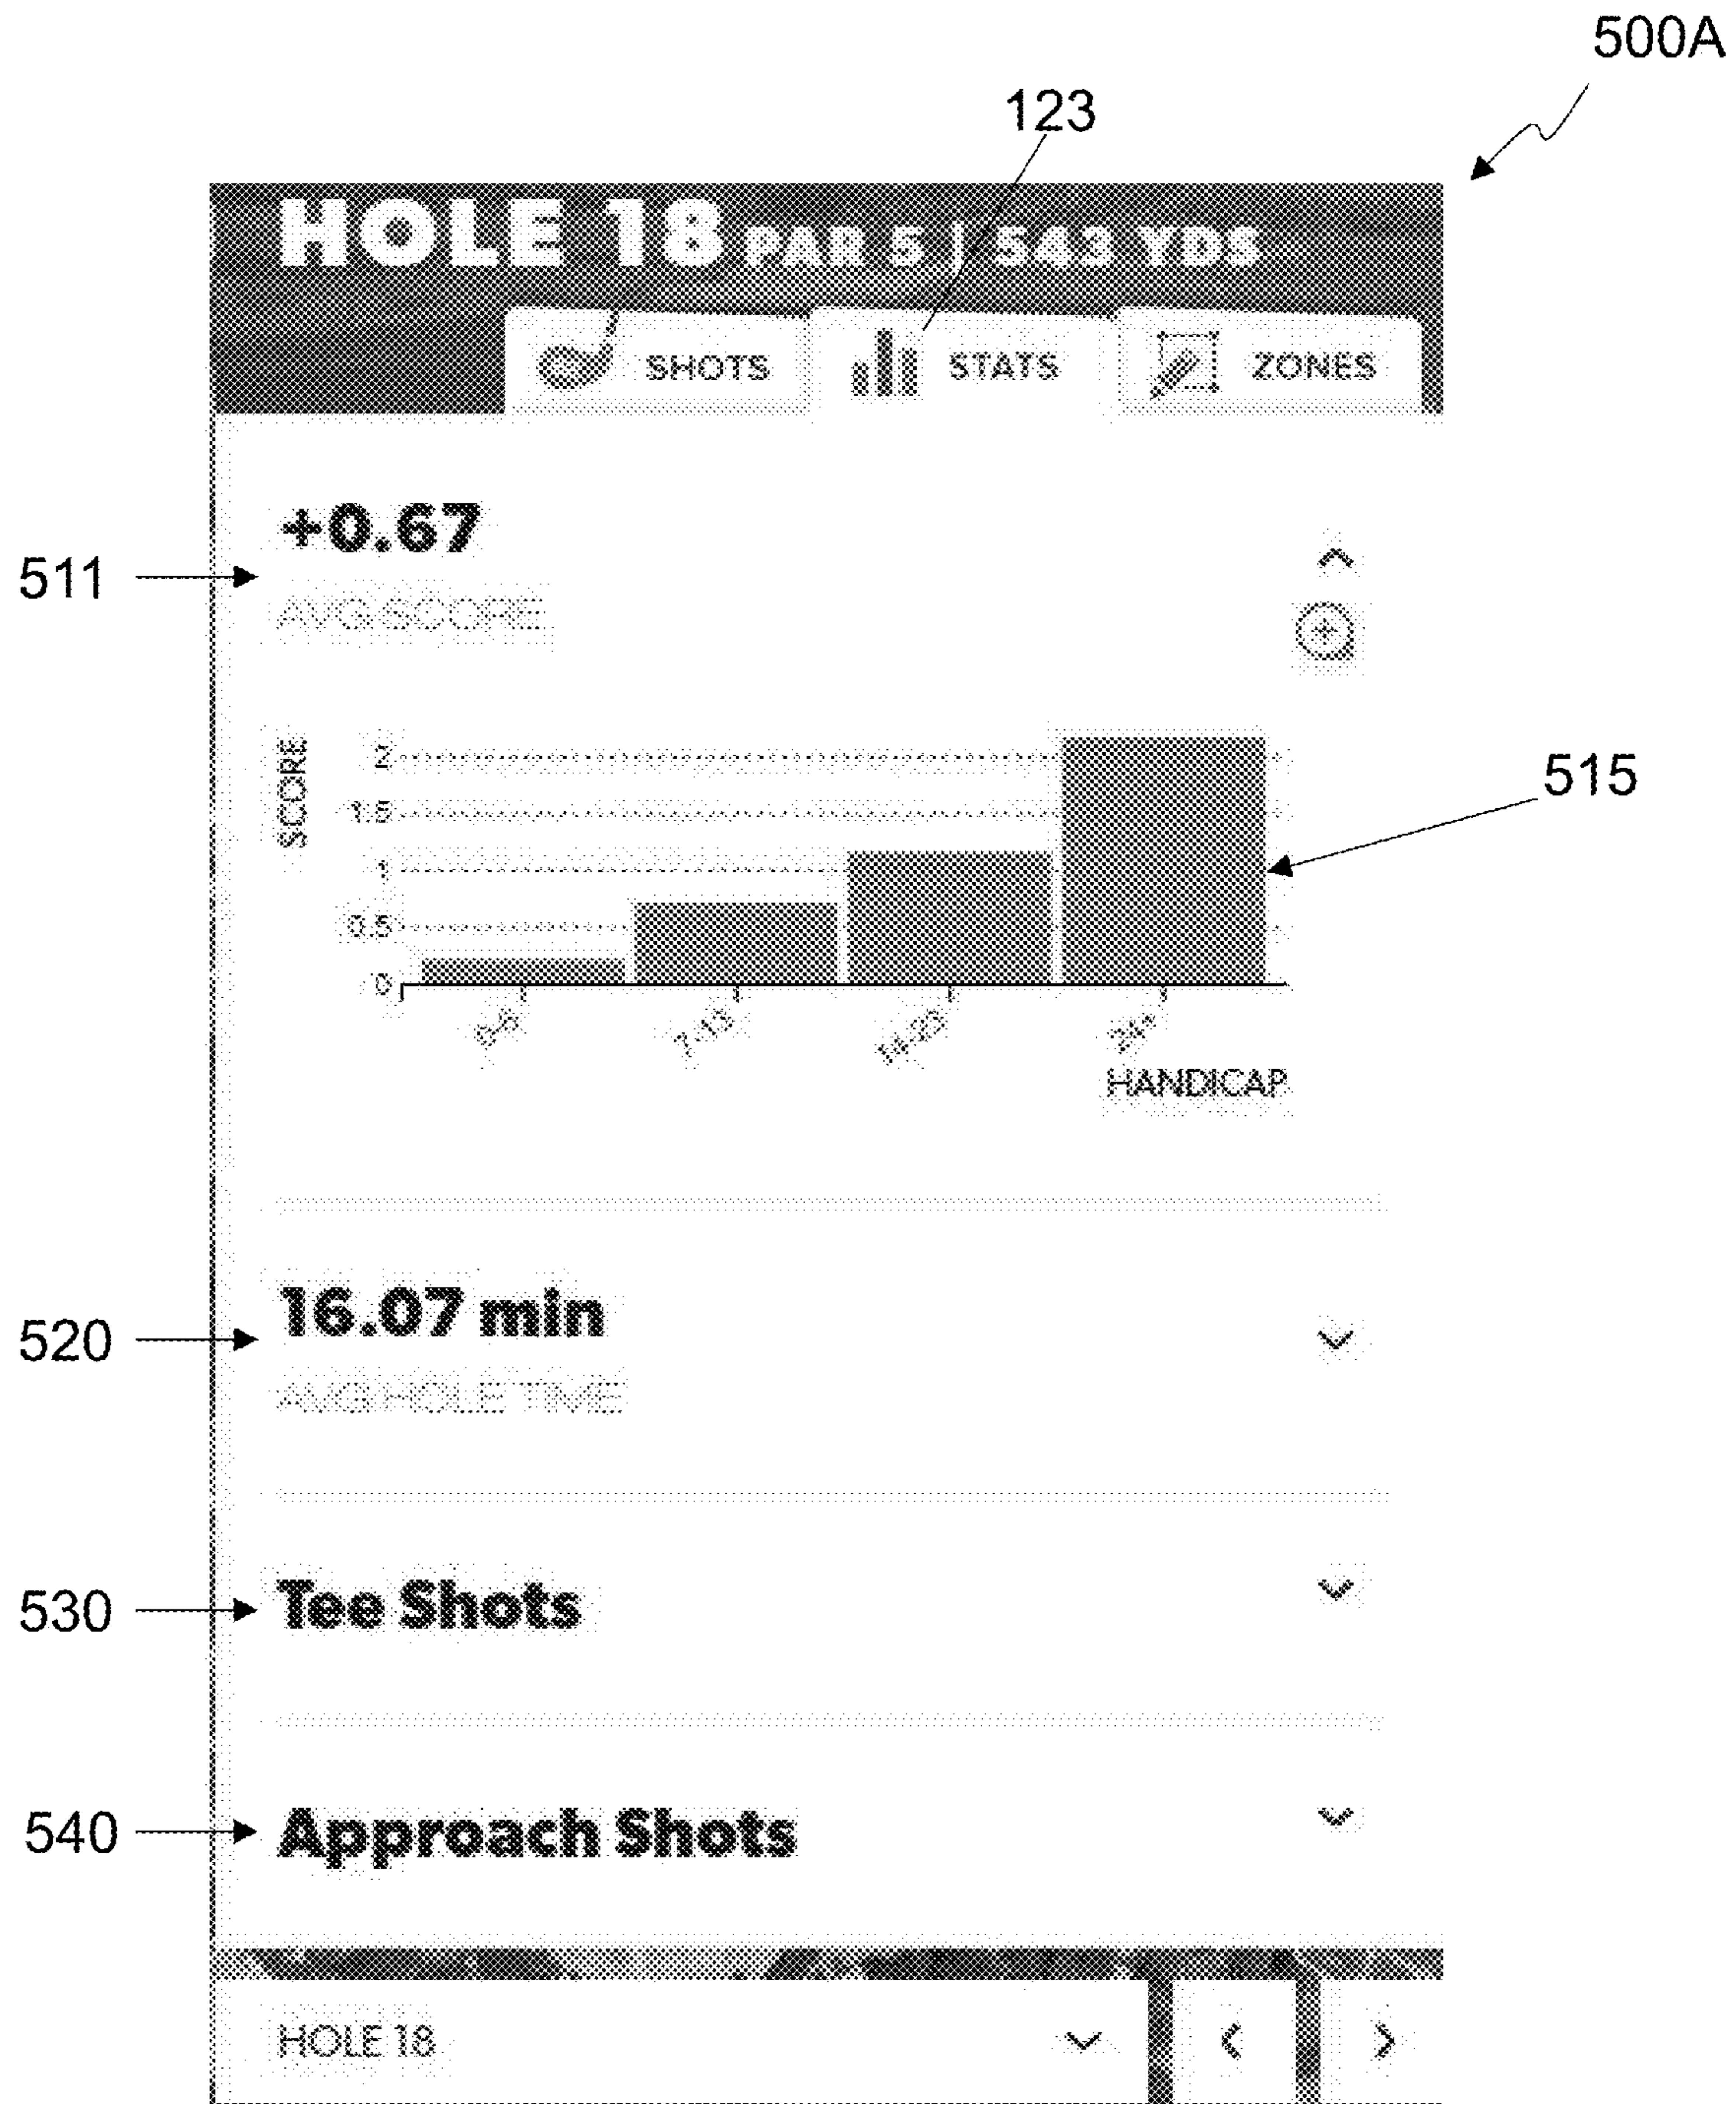 500A
123
HOLE 18 PAR 5 | 543 YDS
SHOTS STATS ZONES
+0.67
511
AVG SCORE
SCORE
2
1.5
1
0.5
0
515
7-13
14-23
24+
HANDICAP
16.07 min
520
AVG HOLE TIME
530
Tee Shots
540
Approach Shots
HOLE 18